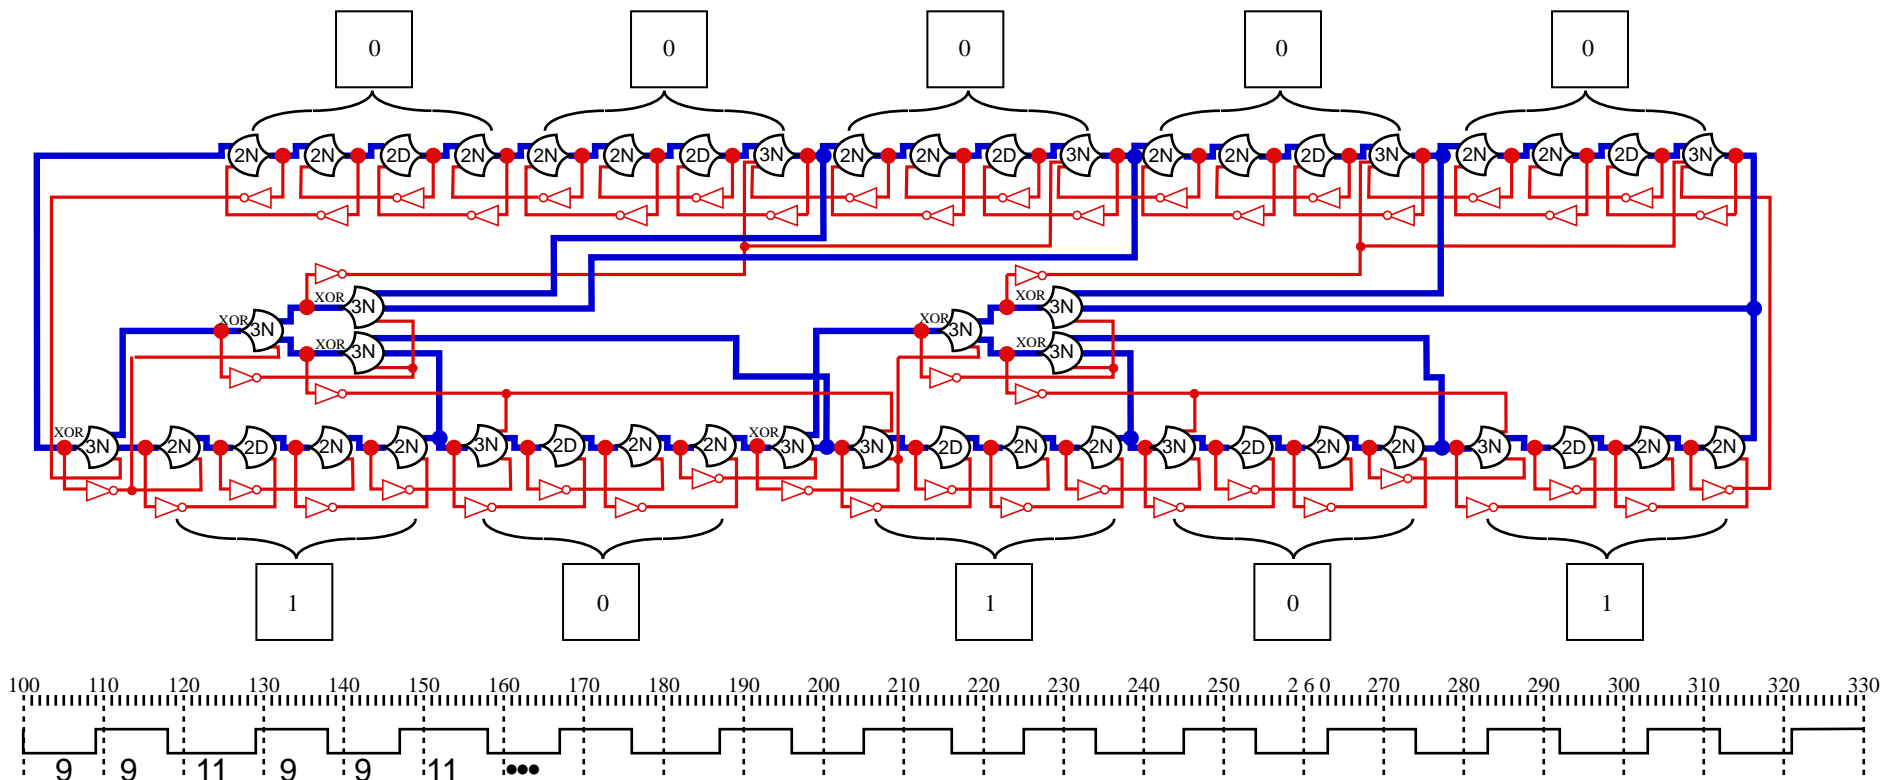 0 0 0 0 0
2N 2N 2D 2N 2N 2N 2D 3N 2N 2N 2D 3N 2N 2N 2D 3N 2N 2N 2D 3N
XOR 3N XOR 3N
XOR 3N XOR 3N
XOR 3N XOR 3N
XOR 3N 2N 2D 2N 2N 3N 2D 2N 2N XOR 3N 3N 2D 2N 2N 3N 2D 2N 2N 3N 2D 2N 2N
1 0 1 0 1
100 110 120 130 140 150 160 170 180 190 200 210 220 230 240 250 2 6 0 270 280 290 300 310 320 330
9 9 11 9 9 11 •••